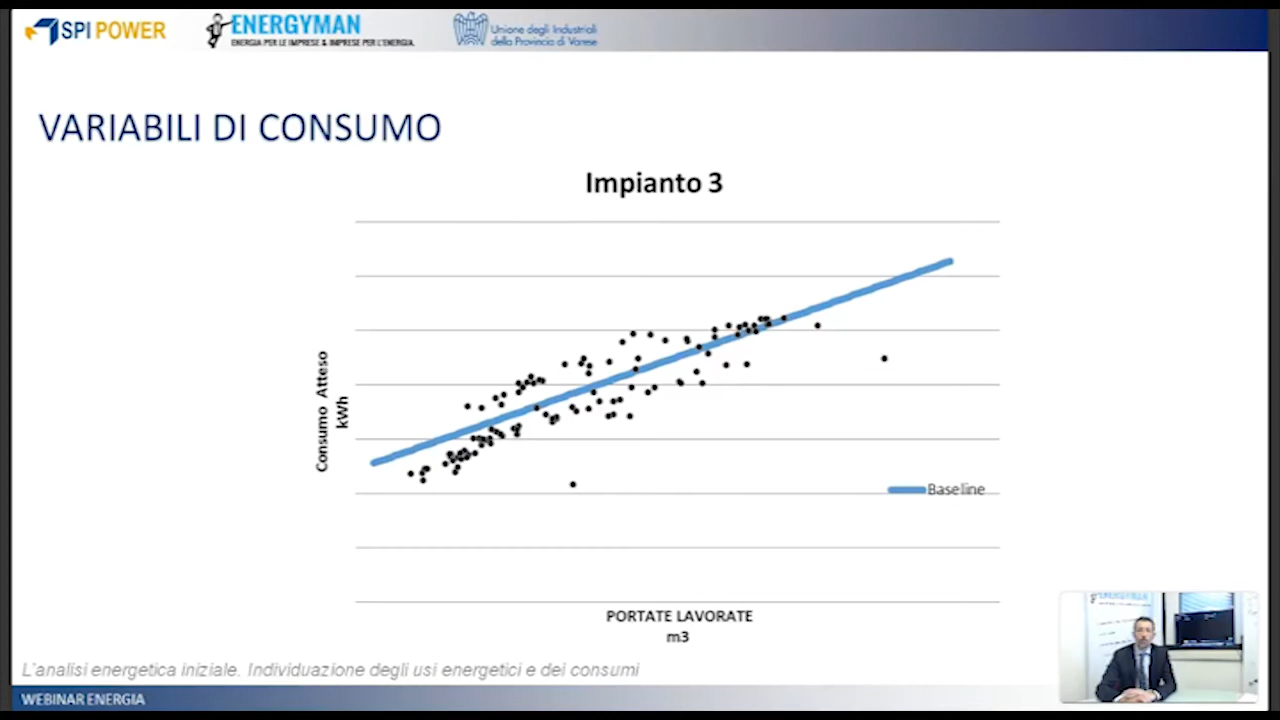 SPI POWER
ENERGYMAN
ENERGIA PER LE IMPRESE & IMPRESE PER L'ENERGIA.
Unione degli Industriali
della Provincia di Varese
VARIABILI DI CONSUMO
Impianto 3
Consumo Atteso
kWh
Baseline
PORTATE LAVORATE
m3
ENERGYMAN
L'analisi energetica iniziale. Individuazione degli usi energetici e dei consumi
WEBINAR ENERGIA